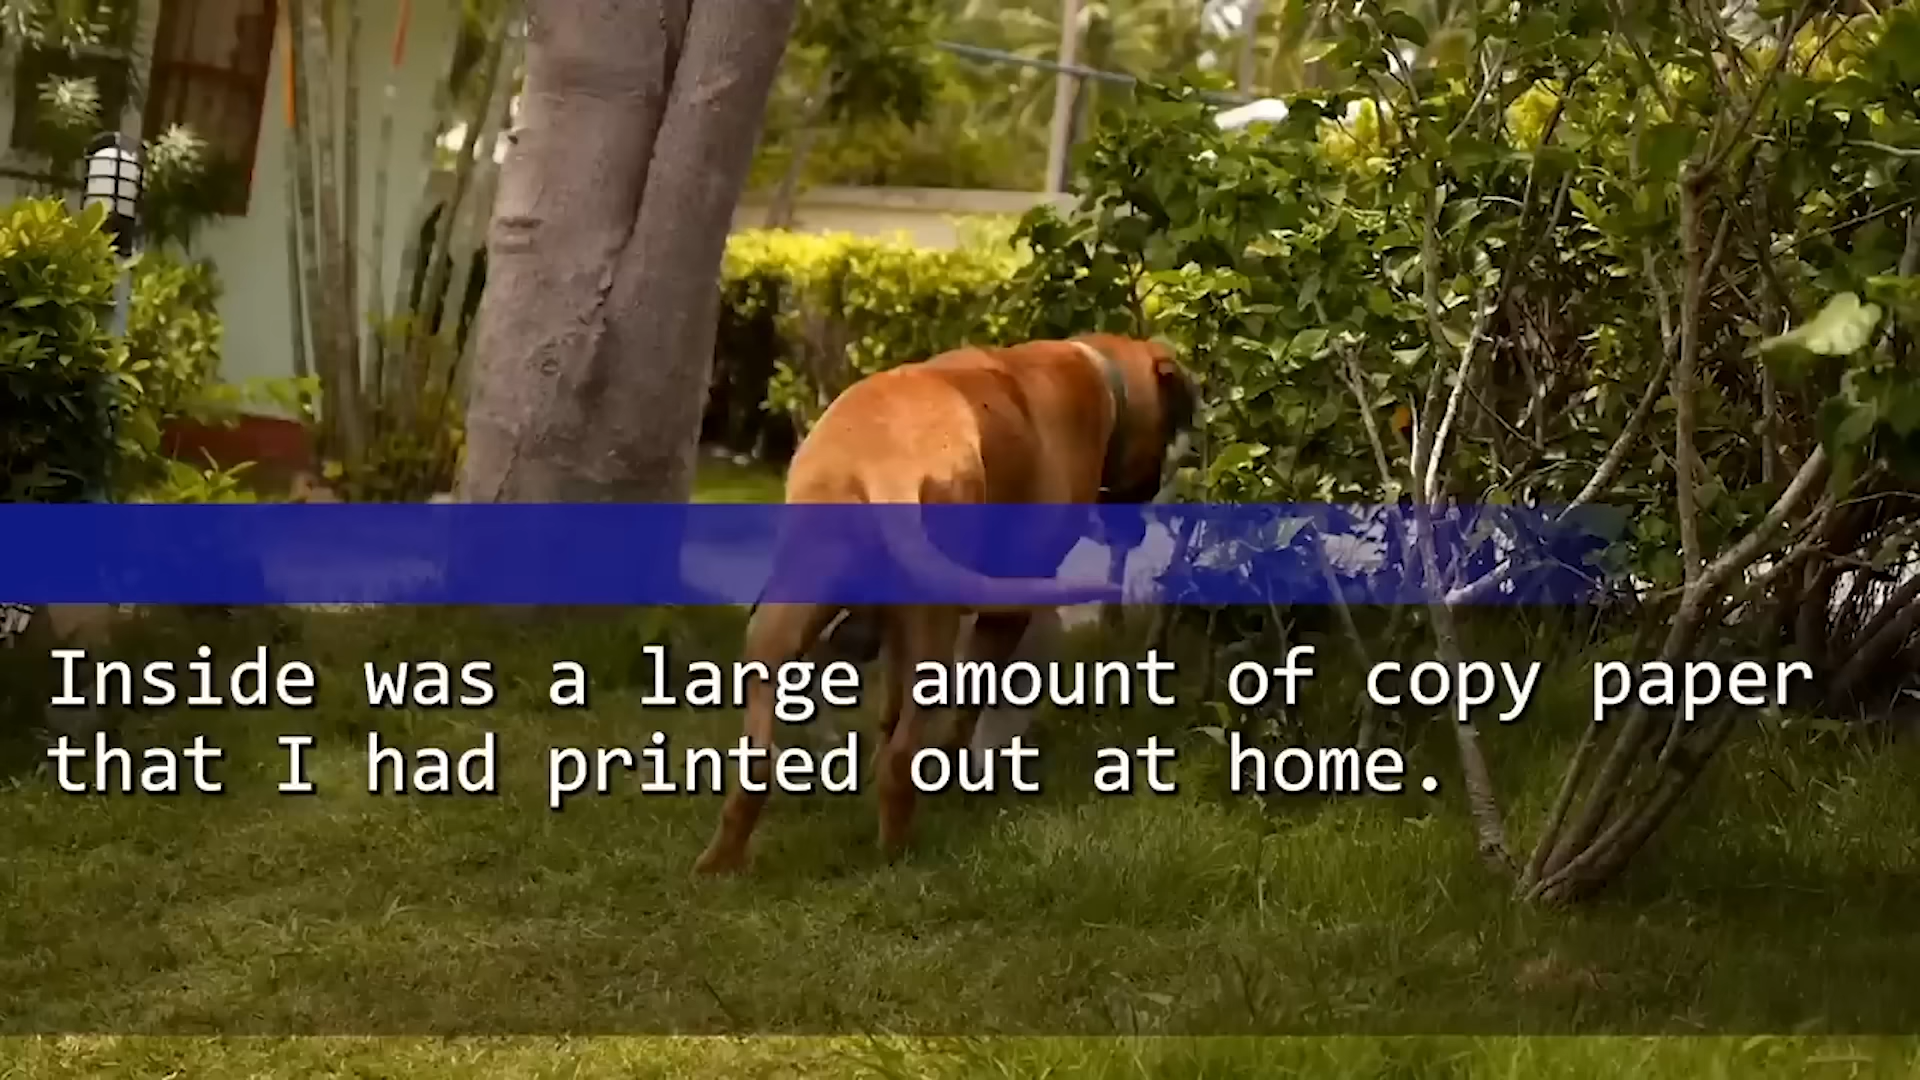 Inside was a large amount of copy paper
that I had printed out at home.